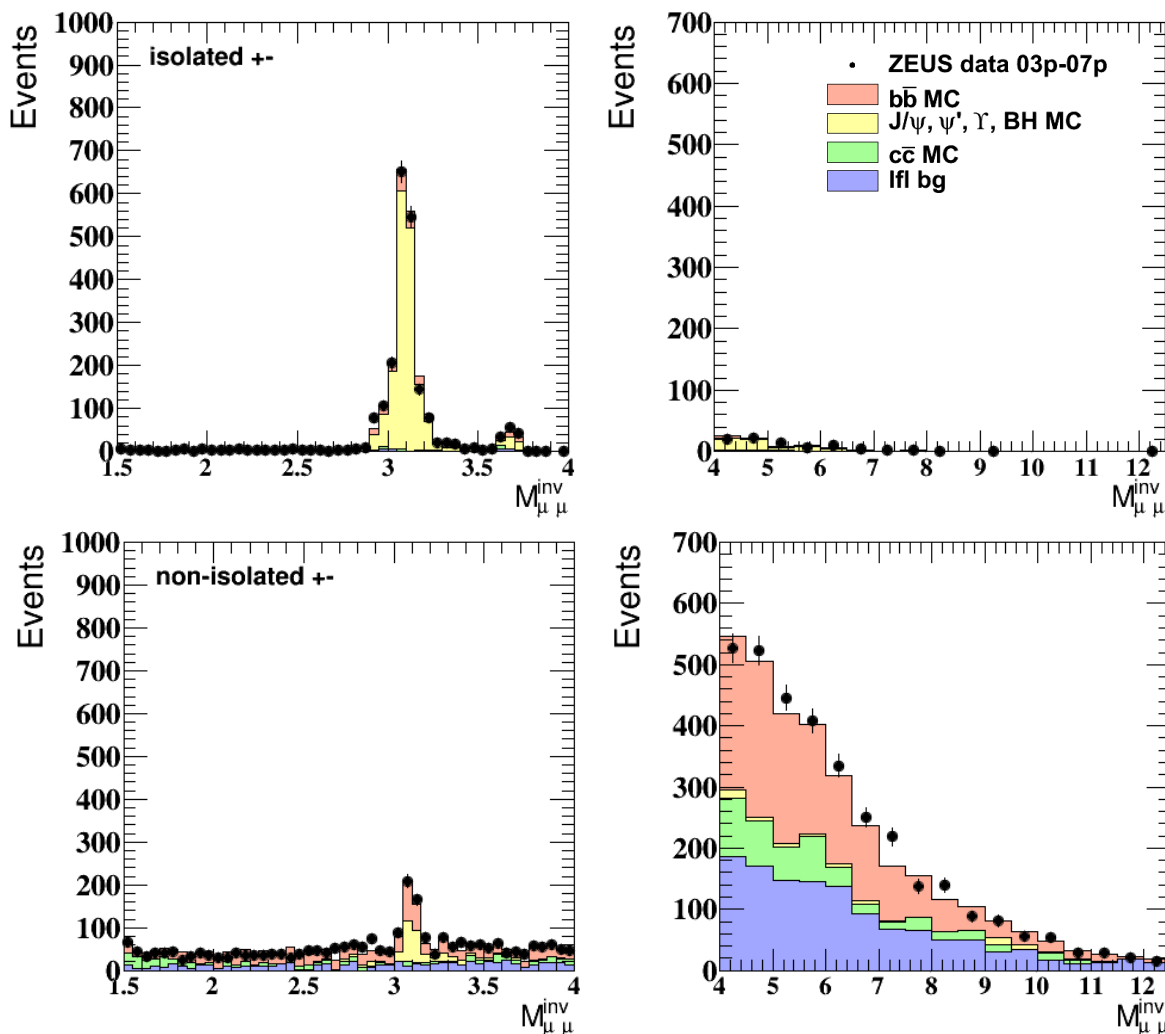 Events
1000
900
800
700
600
500
400
300
200
100
0
isolated +-
1.5 2 2.5 3 3.5 4
M inv μ μ
Events
700
600
500
400
300
200
100
0
ZEUS data 03p-07p
bb̅ MC
J/ψ, ψ', ϒ, BH MC
cc̅ MC
lfl bg
4 5 6 7 8 9 10 11 12
M inv μ μ
Events
1000
900
800
700
600
500
400
300
200
100
0
non-isolated +-
1.5 2 2.5 3 3.5 4
M inv μ μ
Events
700
600
500
400
300
200
100
0
4 5 6 7 8 9 10 11 12
M inv μ μ